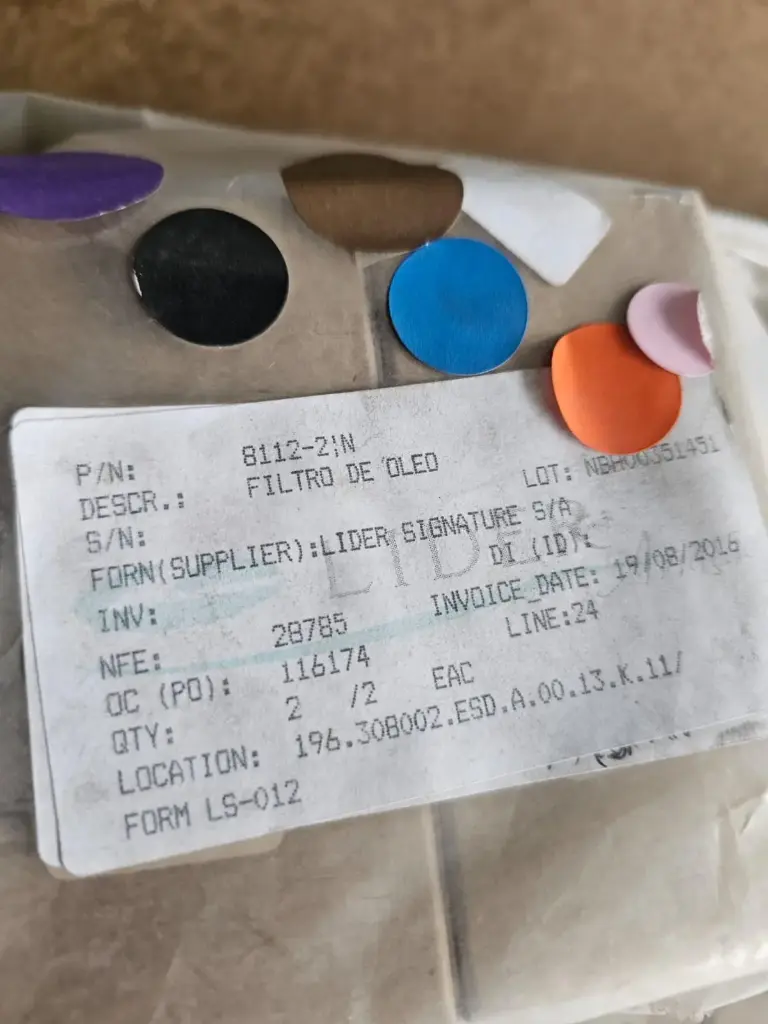 P/N: 8112-2¦N
DESCR.: FILTRO DE OLEO
S/N: LOT: NBH00351451
FORN(SUPPLIER):LIDER SIGNATURE S/A
INV: DI (ID):
NFE: 28785 INVOICE_DATE: 19/08/2016
OC (PO): 116174 LINE:24
QTY: 2 /2 EAC
LOCATION: 196.308002.ESD.A.00.13.K.11/
FORM LS-012
LIDER